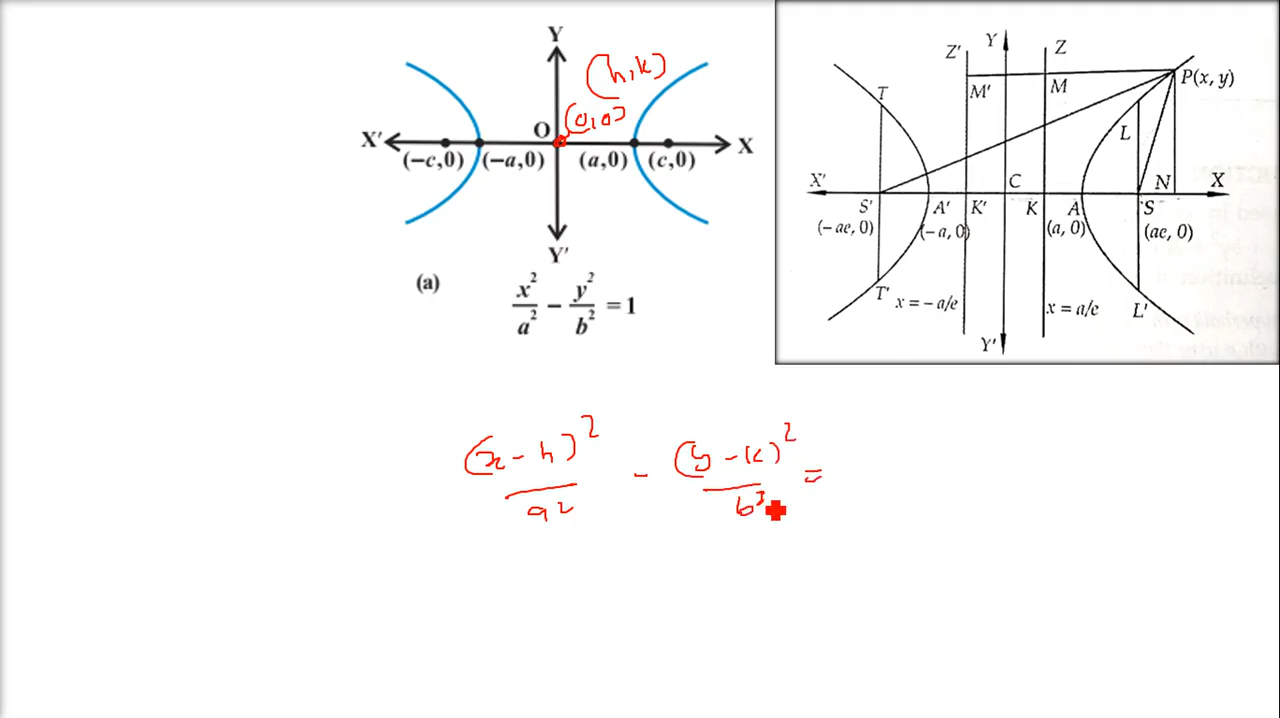 Y
(h, k)
(0,0)
O
X'
X
(−c,0) (−a,0) (a,0) (c,0)
Y'
(a) x²/a² − y²/b² = 1
Z' Y Z
P(x, y)
T M' M
L
X' C N X
S' A' K' K A S
(− ae, 0) (− a, 0) (a, 0) (ae, 0)
T' x = − a/e x = a/e L'
Y'
(x − h)²/a² − (y − k)²/b² =